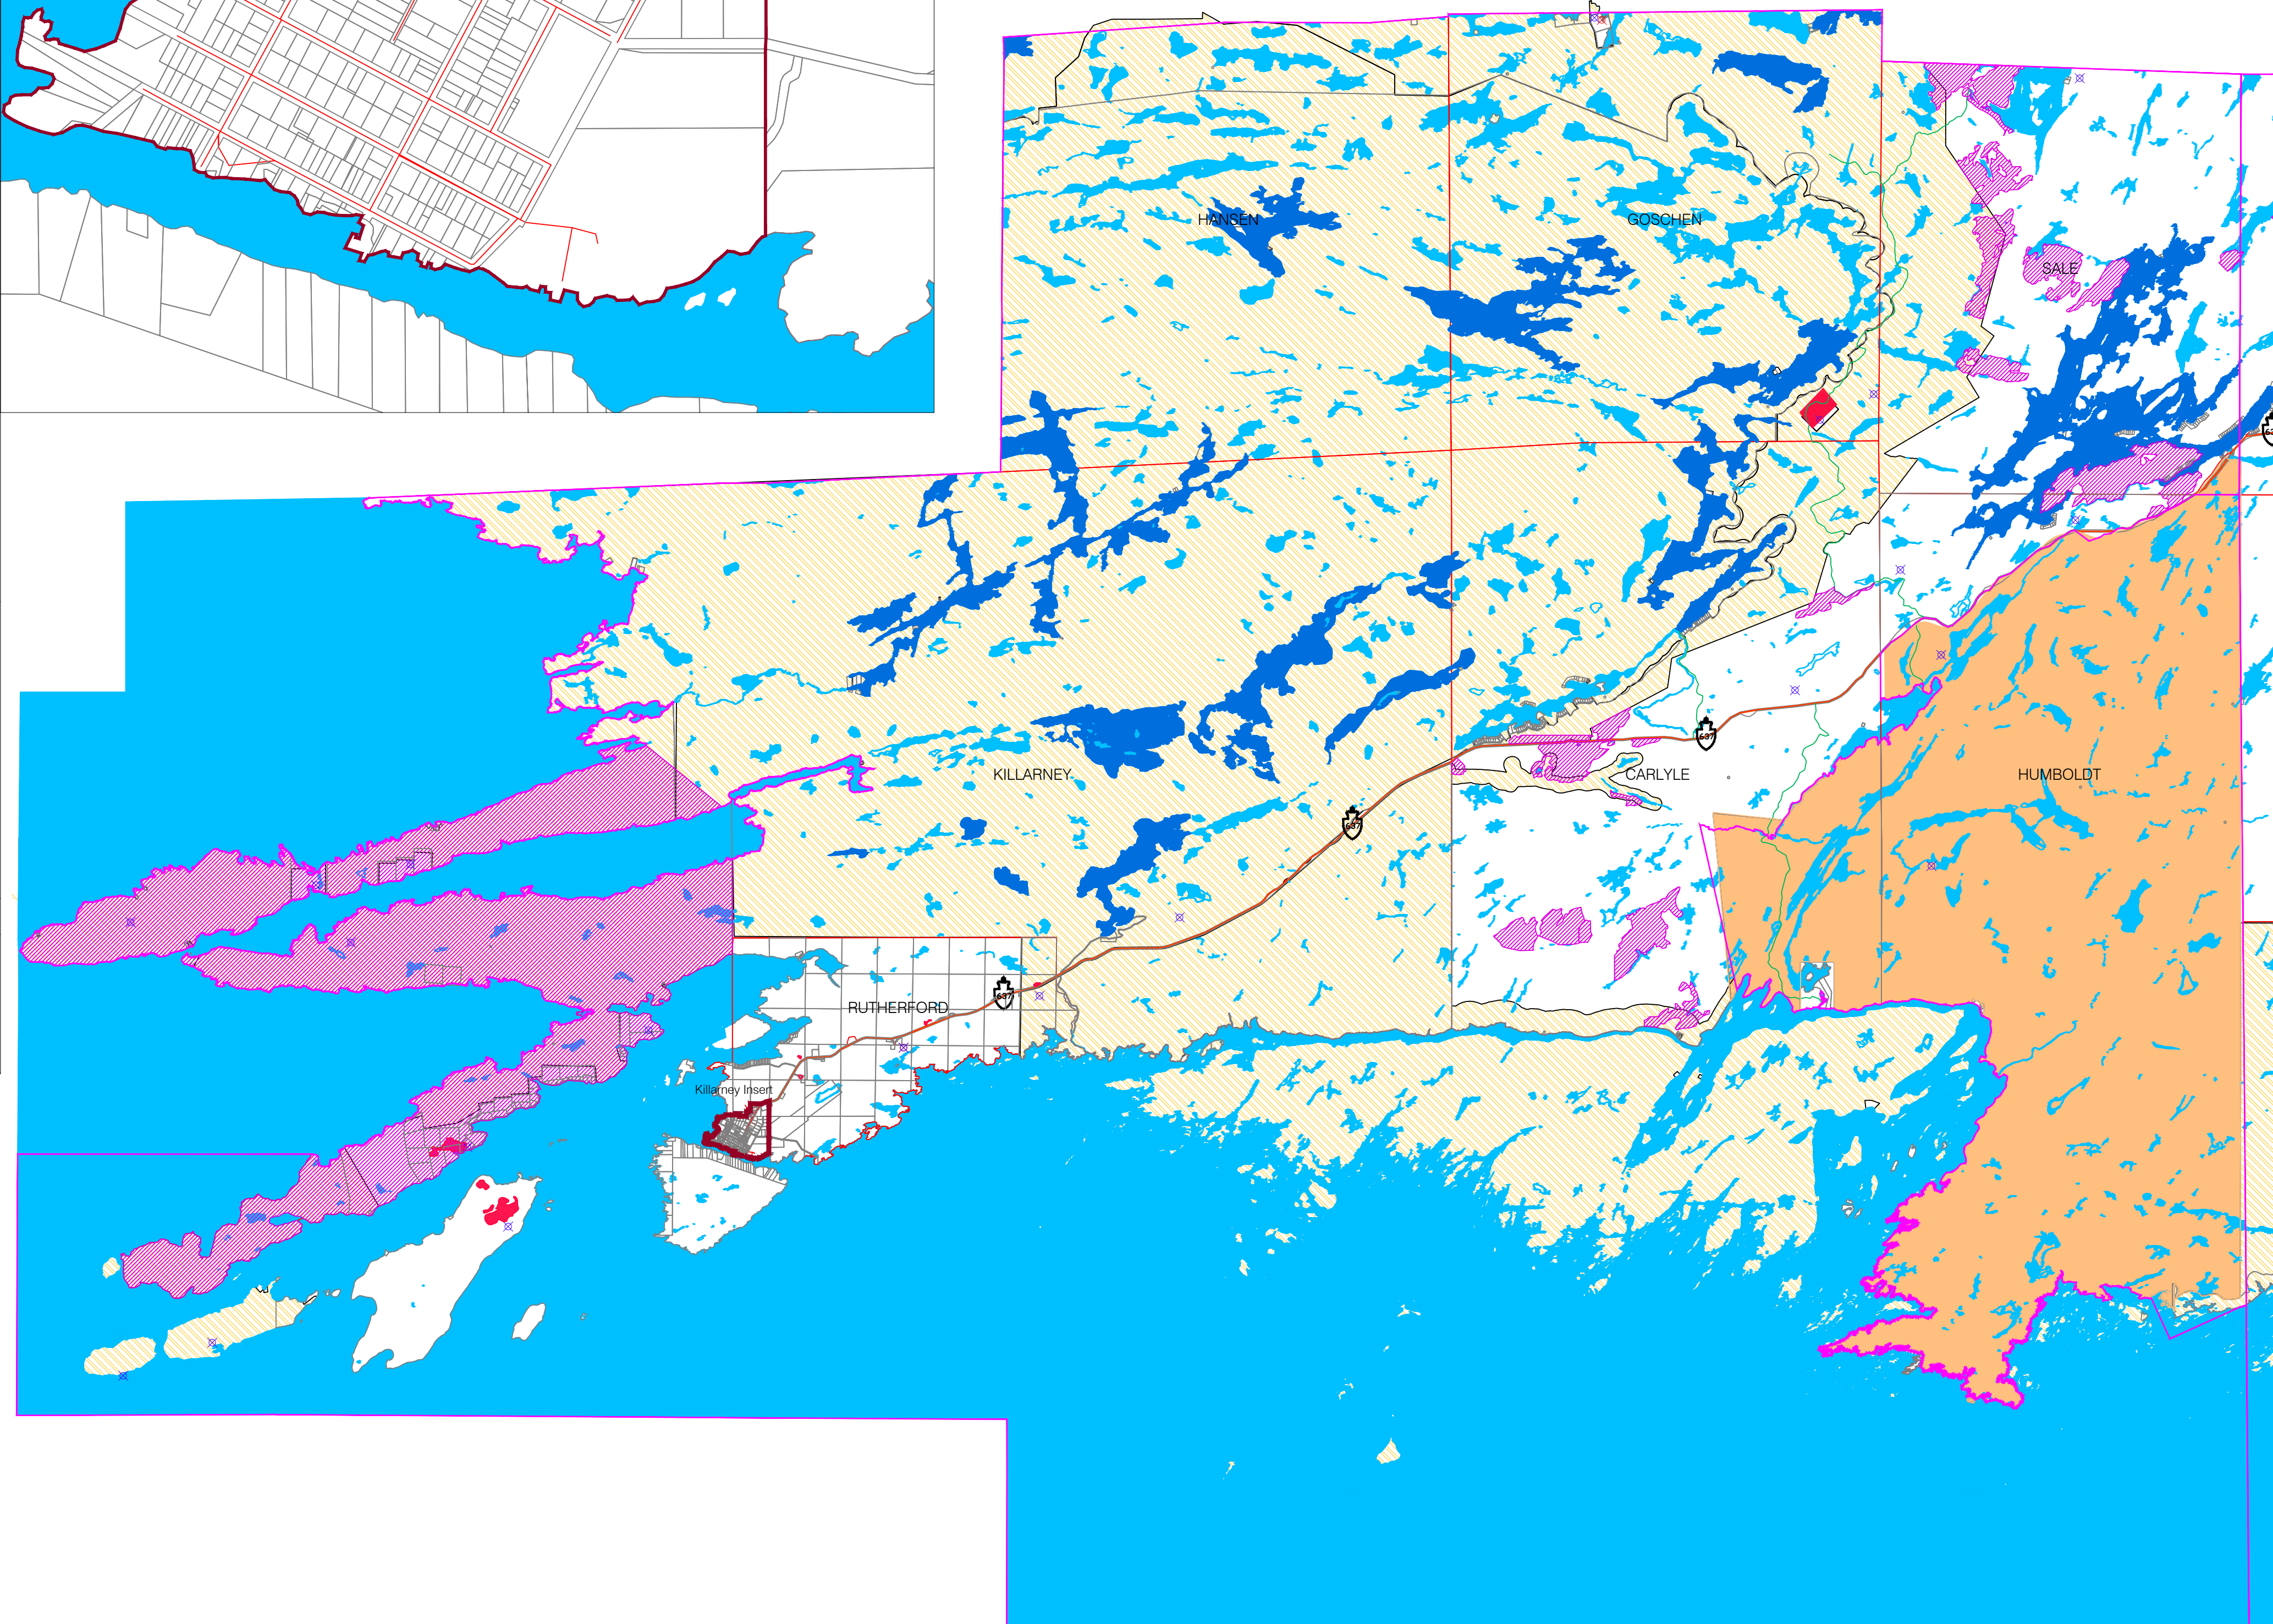 HANSEN
GOSCHEN
SALE
637
KILLARNEY
CARLYLE
HUMBOLDT
637
637
RUTHERFORD
Killarney Insert